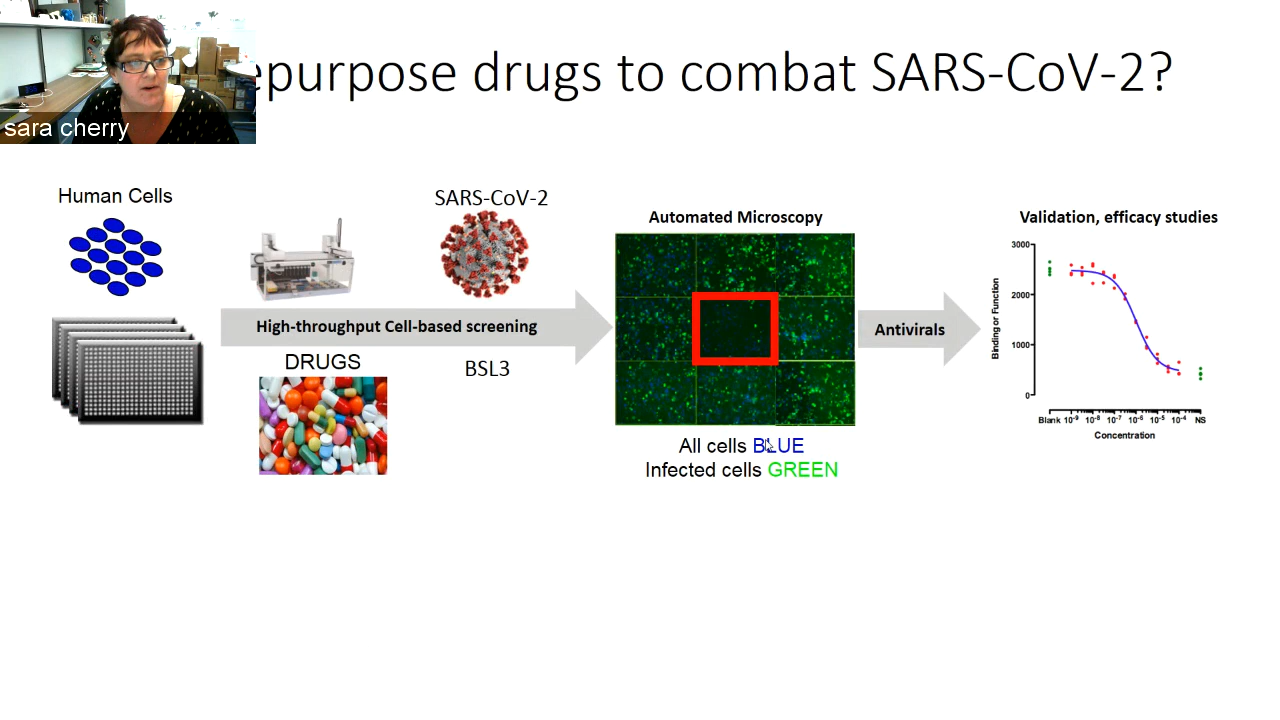 epurpose drugs to combat SARS-CoV-2?
sara cherry
Human Cells
SARS-CoV-2
High-throughput Cell-based screening
DRUGS
BSL3
Automated Microscopy
All cells BLUE
Infected cells GREEN
Antivirals
Validation, efficacy studies
3000
2000
1000
0
Binding or Function
Blank 10-9 10-8 10-7 10-6 10-5 10-4 NS
Concentration